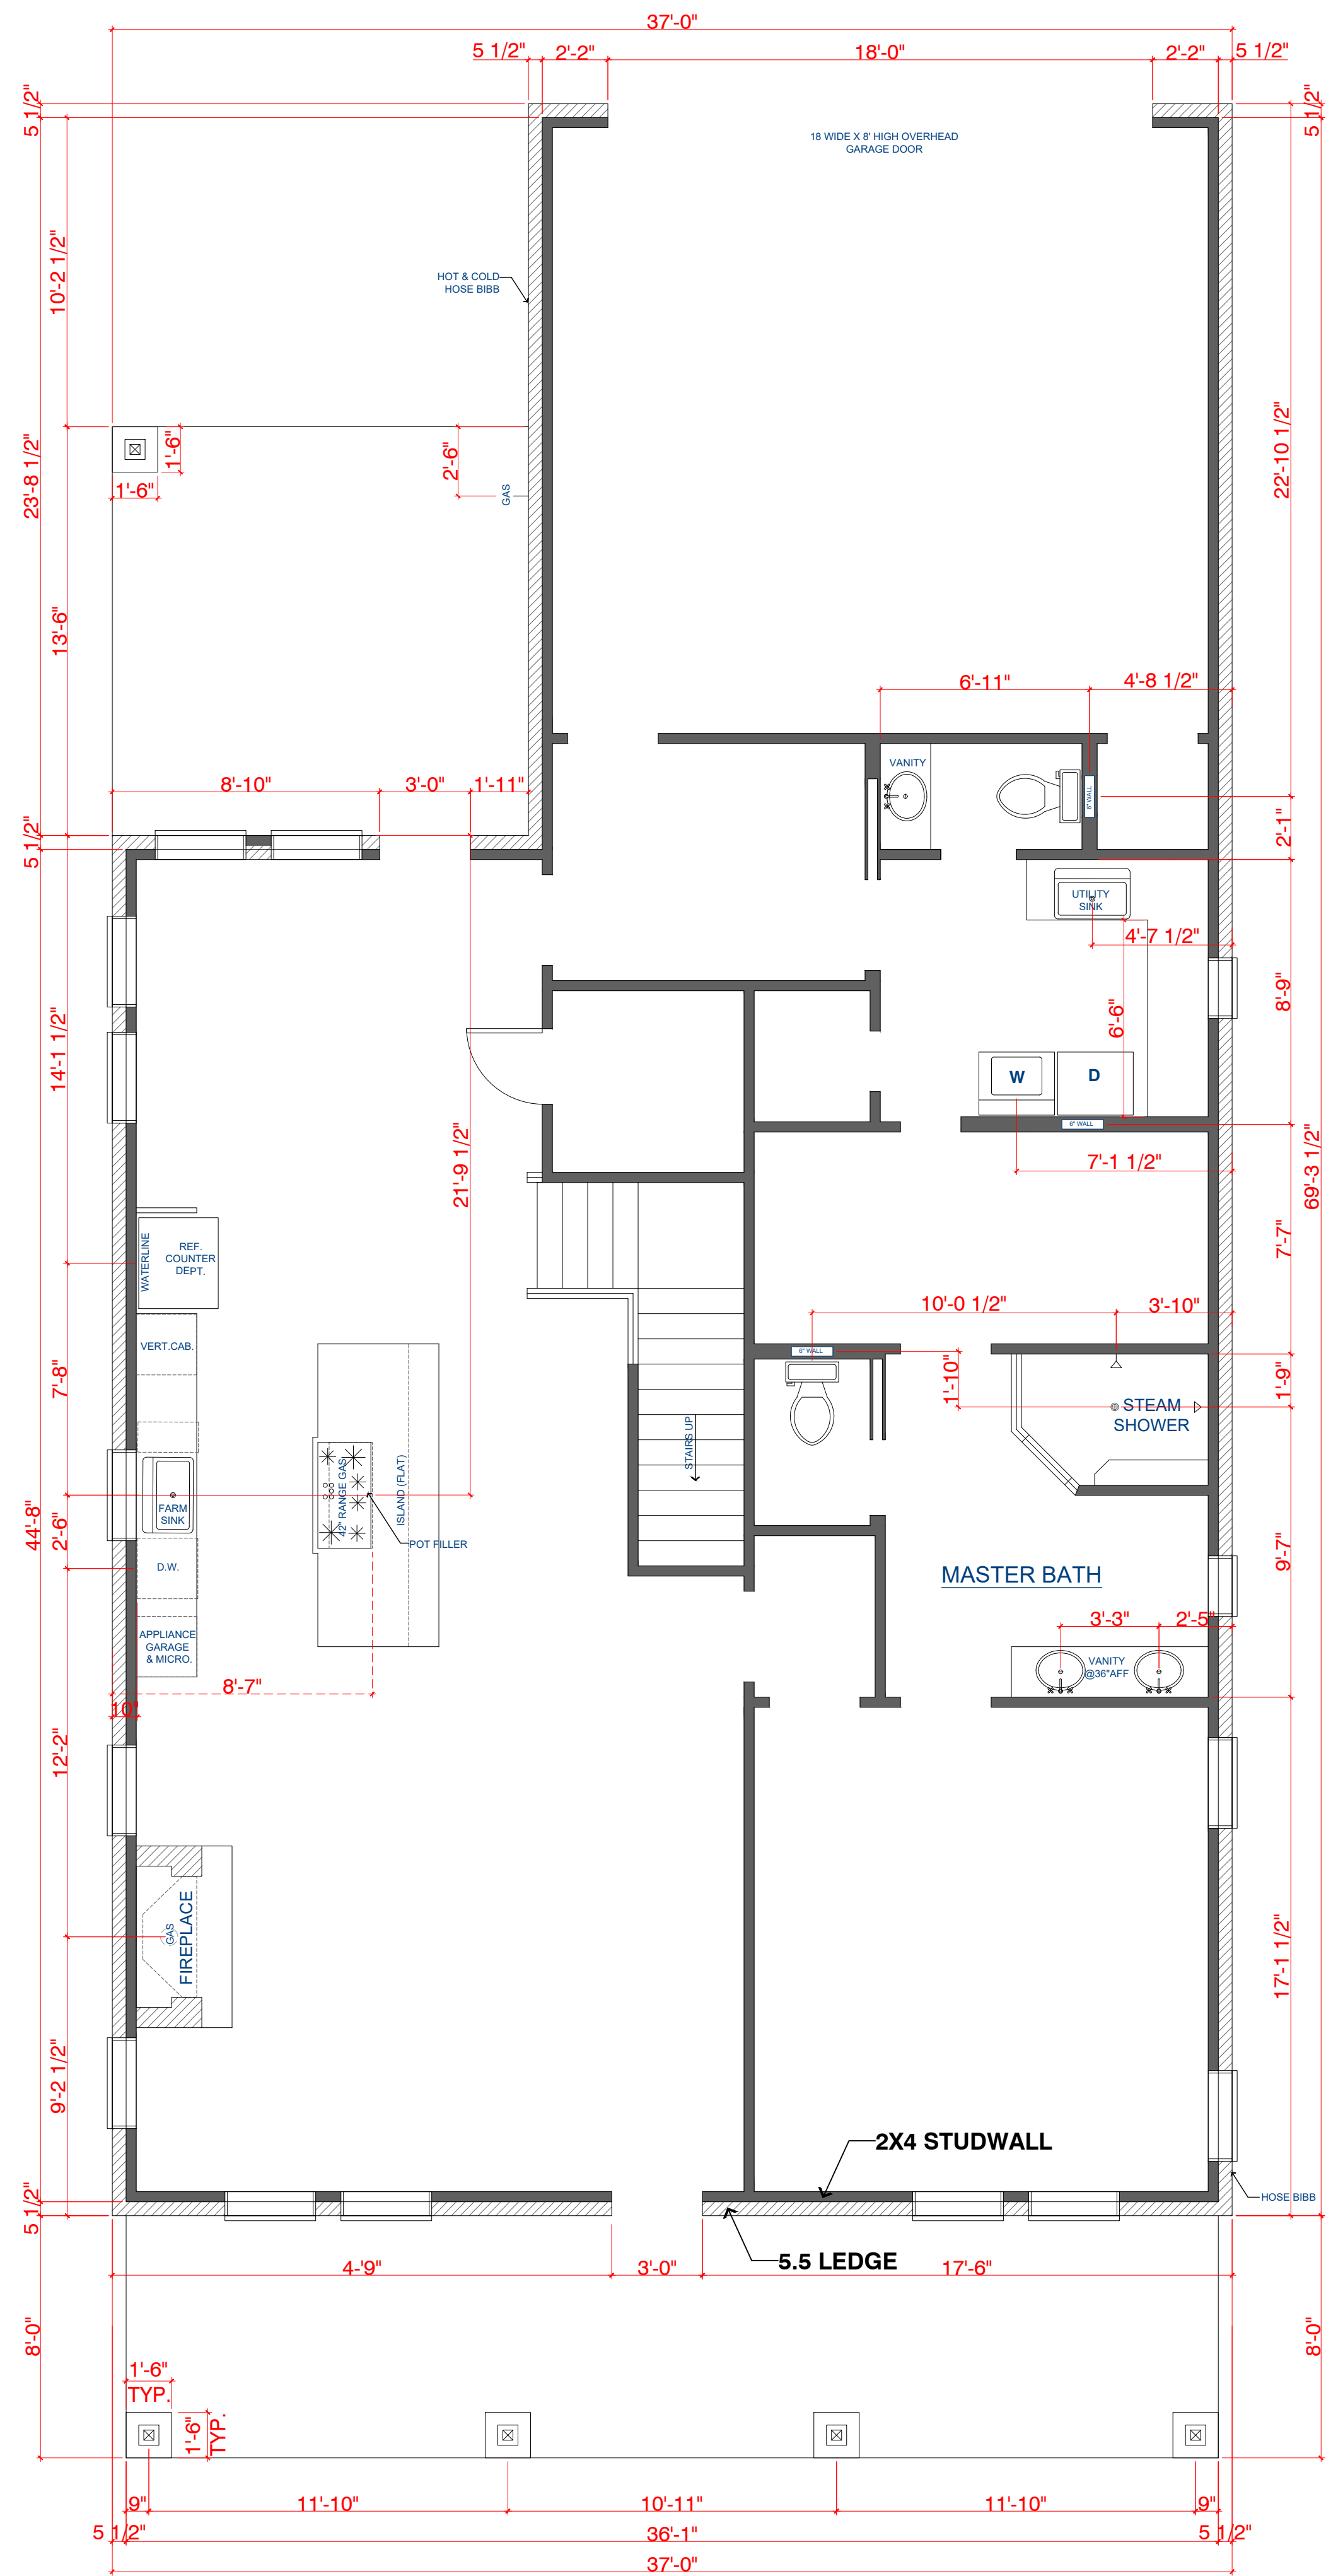 37'-0"
5 1/2"
2'-2"
18'-0"
2'-2"
5 1/2"
5 1/2"
5 1/2"
18 WIDE X 8' HIGH OVERHEAD
GARAGE DOOR
10'-2 1/2"
HOT & COLD
HOSE BIBB
22'-10 1/2"
23'-8 1/2"
1'-6"
2'-6"
1'-6"
GAS
13'-6"
6'-11"
4'-8 1/2"
VANITY
8'-10"
3'-0"
1'-11"
6" WALL
5 1/2"
2'-1"
UTILITY
SINK
4'-7 1/2"
8'-9"
6'-6"
14'-1 1/2"
W
D
6" WALL
21'-9 1/2"
7'-1 1/2"
69'-3 1/2"
WATERLINE
REF.
COUNTER
DEPT.
7'-7"
10'-0 1/2"
3'-10"
VERT.CAB.
6" WALL
7'-8"
1'-10"
1'-9"
STEAM
SHOWER
STAIRS UP
42" RANGE GAS
ISLAND (FLAT)
FARM
SINK
44'-8"
2'-6"
POT FILLER
D.W.
9'-7"
MASTER BATH
3'-3"
2'-5"
APPLIANCE
GARAGE
& MICRO.
VANITY
@36"AFF
8'-7"
10"
12'-2"
GAS
FIREPLACE
17'-1 1/2"
9'-2 1/2"
2X4 STUDWALL
HOSE BIBB
5 1/2"
5.5 LEDGE
4-'9"
3'-0"
17'-6"
8'-0"
8'-0"
1'-6"
TYP.
1'-6"
TYP.
9"
11'-10"
10'-11"
11'-10"
9"
5 1/2"
36'-1"
5 1/2"
37'-0"